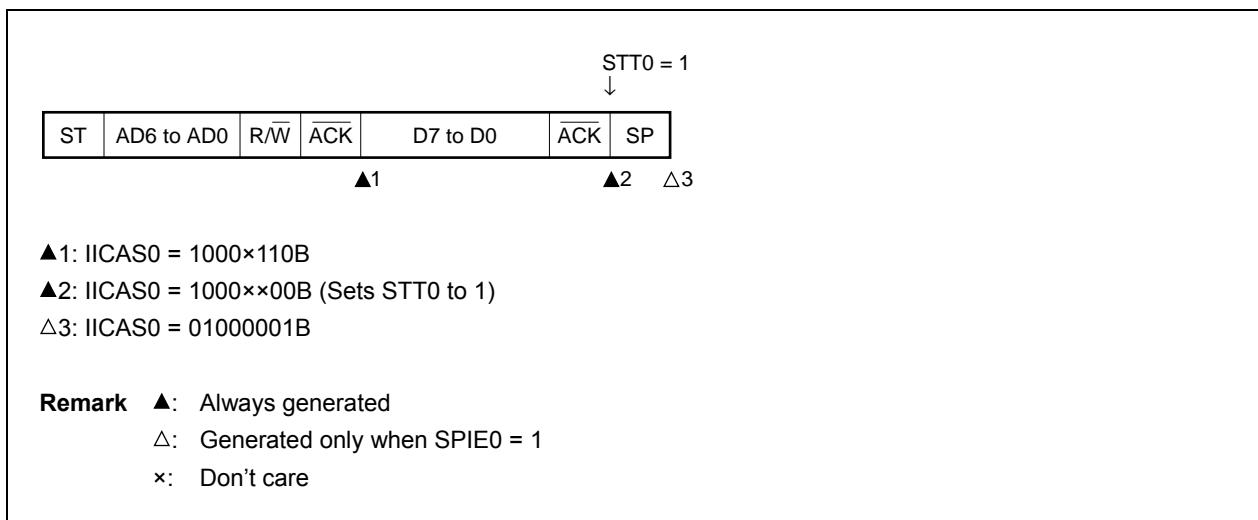 STT0 = 1
↓
ST AD6 to AD0 R/W̅ A̅C̅K̅ D7 to D0 A̅C̅K̅ SP
▲1 ▲2 △3
▲1: IICAS0 = 1000×110B
▲2: IICAS0 = 1000××00B (Sets STT0 to 1)
△3: IICAS0 = 01000001B
Remark ▲: Always generated
△: Generated only when SPIE0 = 1
×: Don’t care